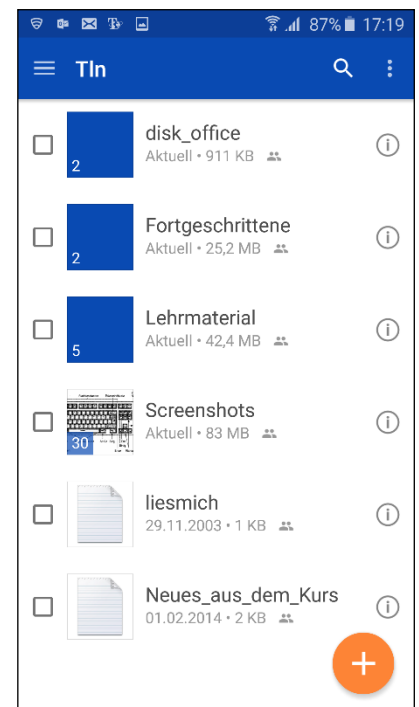 87% 17:19
Tln
disk_office
2
Aktuell • 911 KB
Fortgeschrittene
2
Aktuell • 25,2 MB
Lehrmaterial
5
Aktuell • 42,4 MB
Screenshots
30
Aktuell • 83 MB
liesmich
29.11.2003 • 1 KB
Neues_aus_dem_Kurs
01.02.2014 • 2 KB